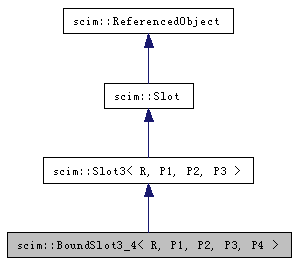 scim::ReferencedObject
scim::Slot
scim::Slot3< R, P1, P2, P3 >
scim::BoundSlot3_4< R, P1, P2, P3, P4 >